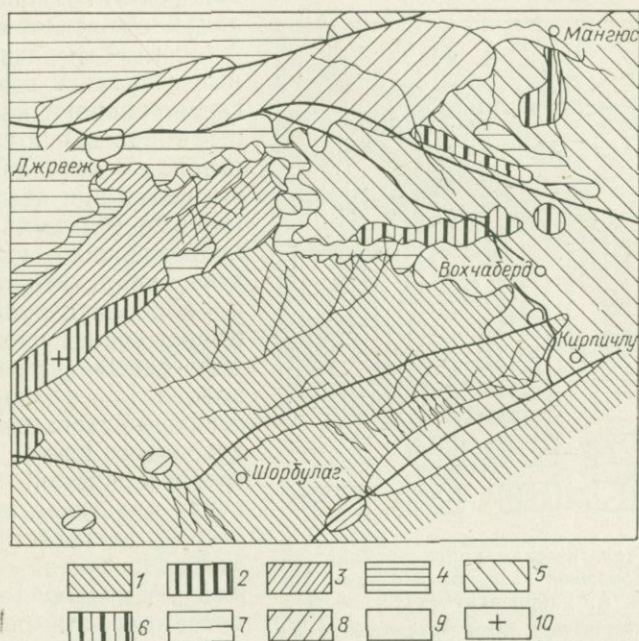 Мангюс
Джрвеж
Вохчаберд
Кирпичлу
Шорбулаг
1 2 3 4 5
6 7 8 9 10